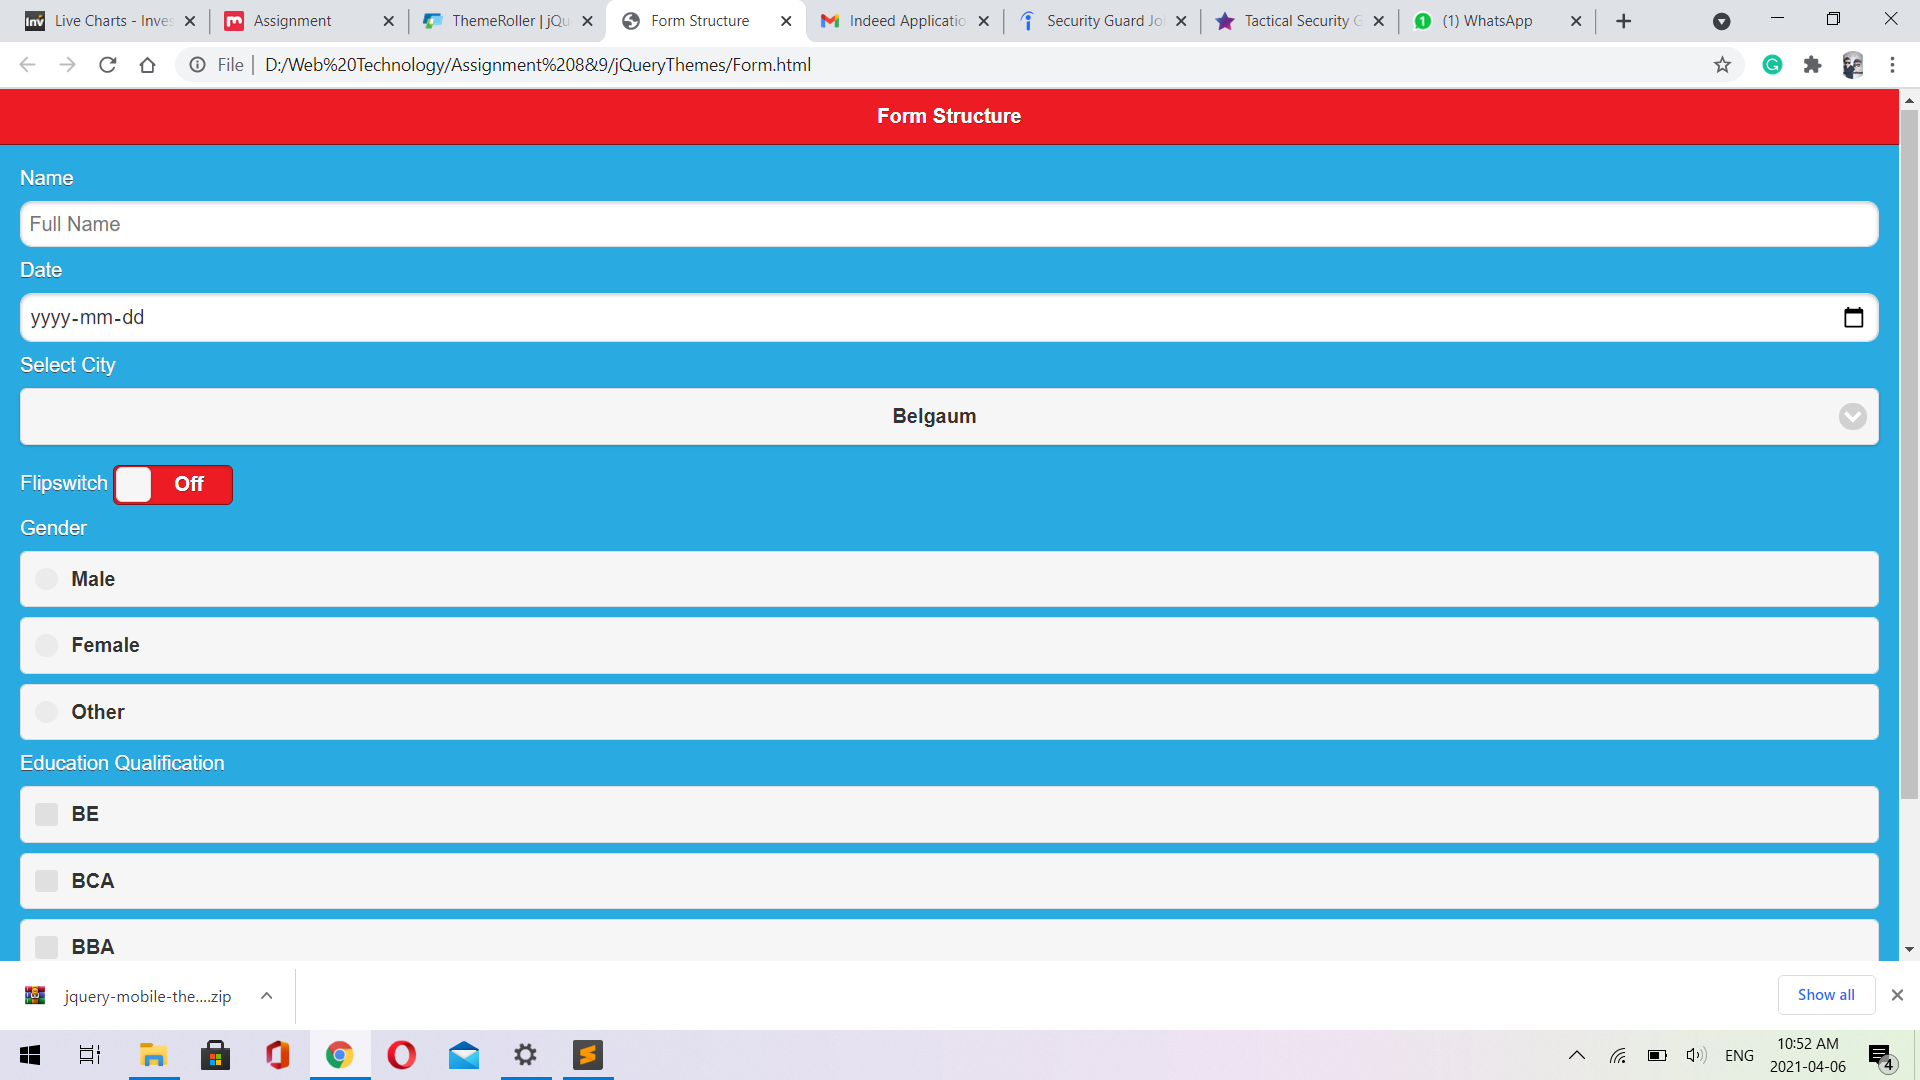 Live Charts - Inves
Assignment
ThemeRoller | jQu
Form Structure
Indeed Applicatio
Security Guard Jo
Tactical Security G
(1) WhatsApp
File
D:/Web%20Technology/Assignment%208&9/jQueryThemes/Form.html
Form Structure
Name
Full Name
Date
yyyy-mm-dd
Select City
Belgaum
Flipswitch Off
Gender
Male
Female
Other
Education Qualification
BE
BCA
BBA
jquery-mobile-the....zip
Show all
ENG
10:52 AM
2021-04-06
4